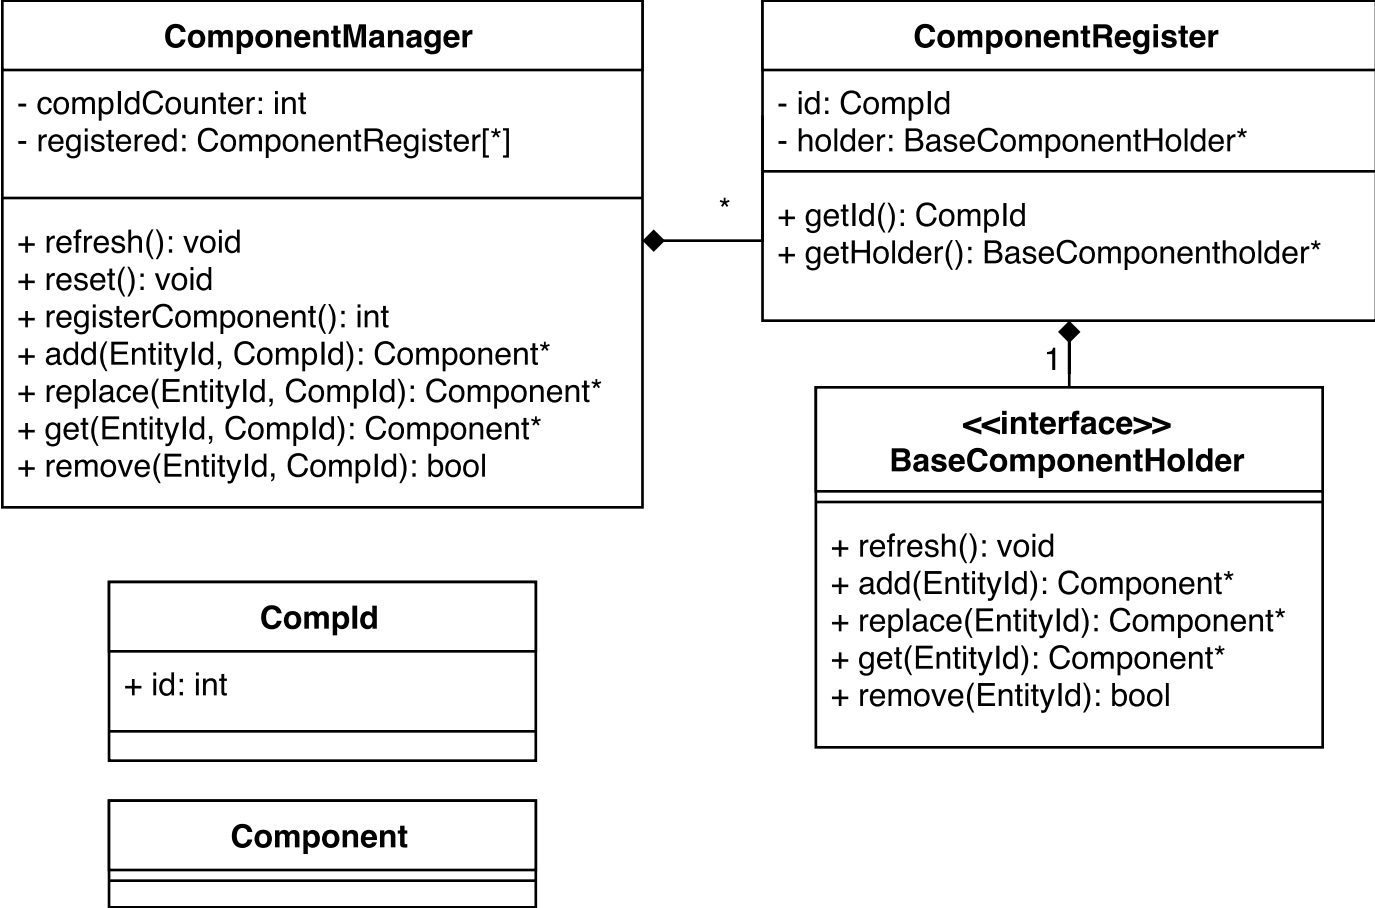 ComponentManager
- compIdCounter: int
- registered: ComponentRegister[*]
+ refresh(): void
+ reset(): void
+ registerComponent(): int
+ add(EntityId, CompId): Component*
+ replace(EntityId, CompId): Component*
+ get(EntityId, CompId): Component*
+ remove(EntityId, CompId): bool
*
ComponentRegister
- id: CompId
- holder: BaseComponentHolder*
+ getId(): CompId
+ getHolder(): BaseComponentholder*
1
<<interface>>
BaseComponentHolder
+ refresh(): void
+ add(EntityId): Component*
+ replace(EntityId): Component*
+ get(EntityId): Component*
+ remove(EntityId): bool
CompId
+ id: int
Component